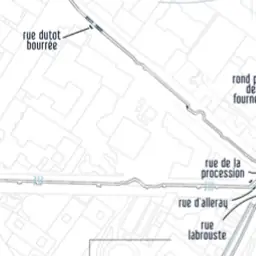 rue dutot
bourrée
rond p
de
fourne
rue de la
procession
rue d'alleray
rue
labrouste